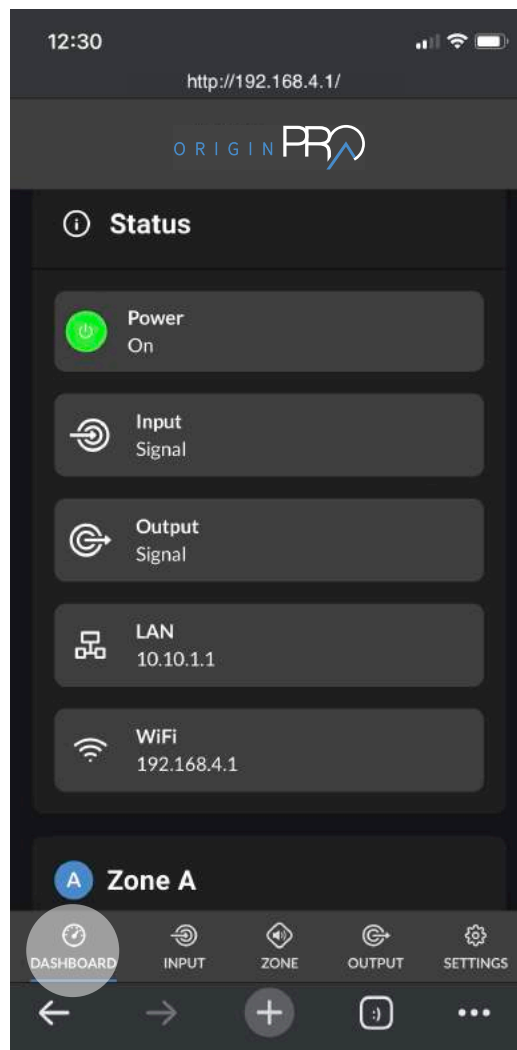 12:30
http://192.168.4.1/
ORIGIN PRO
Status
Power
On
Input
Signal
Output
Signal
LAN
10.10.1.1
WiFi
192.168.4.1
A Zone A
DASHBOARD INPUT ZONE OUTPUT SETTINGS
:)